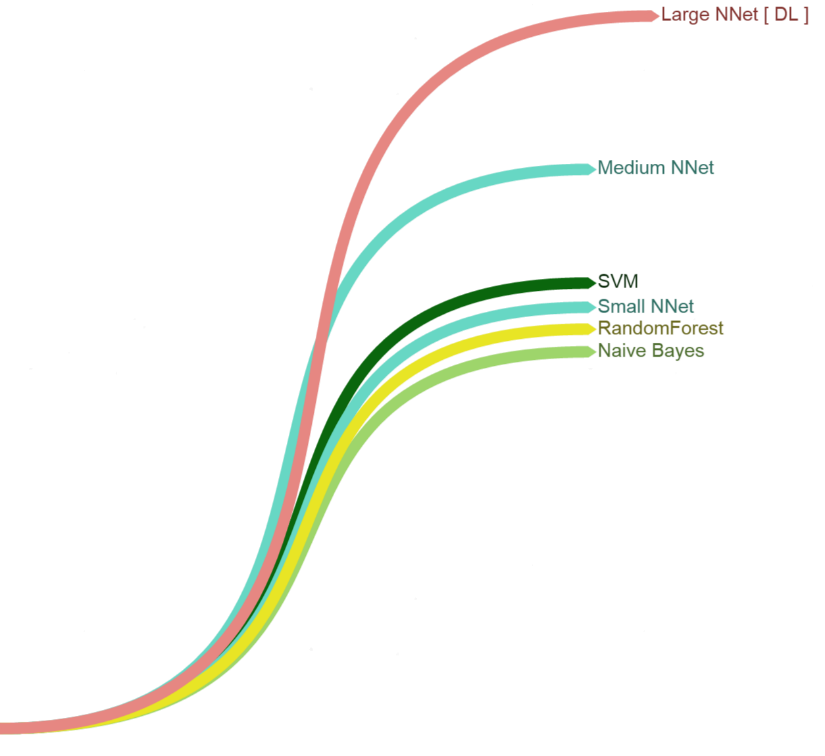 Large NNet [ DL ]
Medium NNet
SVM
Small NNet
RandomForest
Naive Bayes